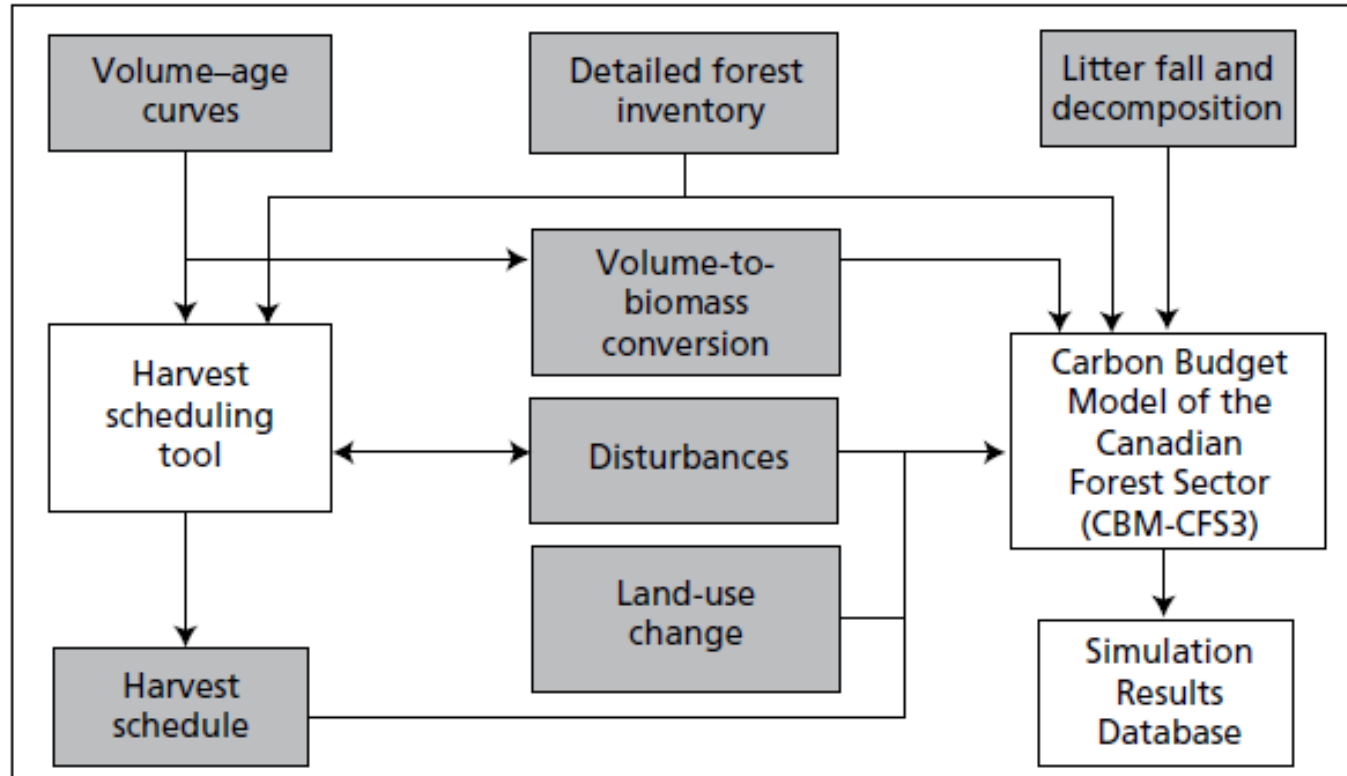 Volume–age
curves
Detailed forest
inventory
Litter fall and
decomposition
Volume-to-
biomass
conversion
Harvest
scheduling
tool
Disturbances
Carbon Budget
Model of the
Canadian
Forest Sector
(CBM-CFS3)
Land-use
change
Harvest
schedule
Simulation
Results
Database